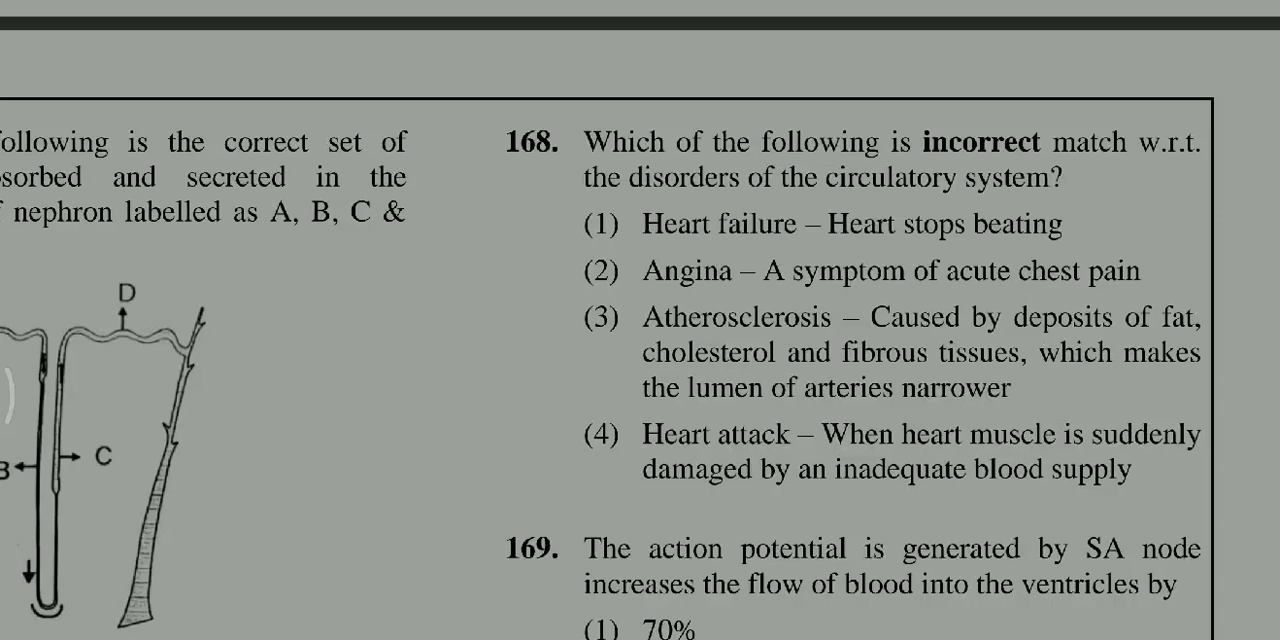 ollowing is the correct set of
sorbed and secreted in the
nephron labelled as A, B, C &
D
C
B
168. Which of the following is incorrect match w.r.t.
the disorders of the circulatory system?
(1) Heart failure – Heart stops beating
(2) Angina – A symptom of acute chest pain
(3) Atherosclerosis – Caused by deposits of fat,
cholesterol and fibrous tissues, which makes
the lumen of arteries narrower
(4) Heart attack – When heart muscle is suddenly
damaged by an inadequate blood supply
169. The action potential is generated by SA node
increases the flow of blood into the ventricles by
(1) 70%